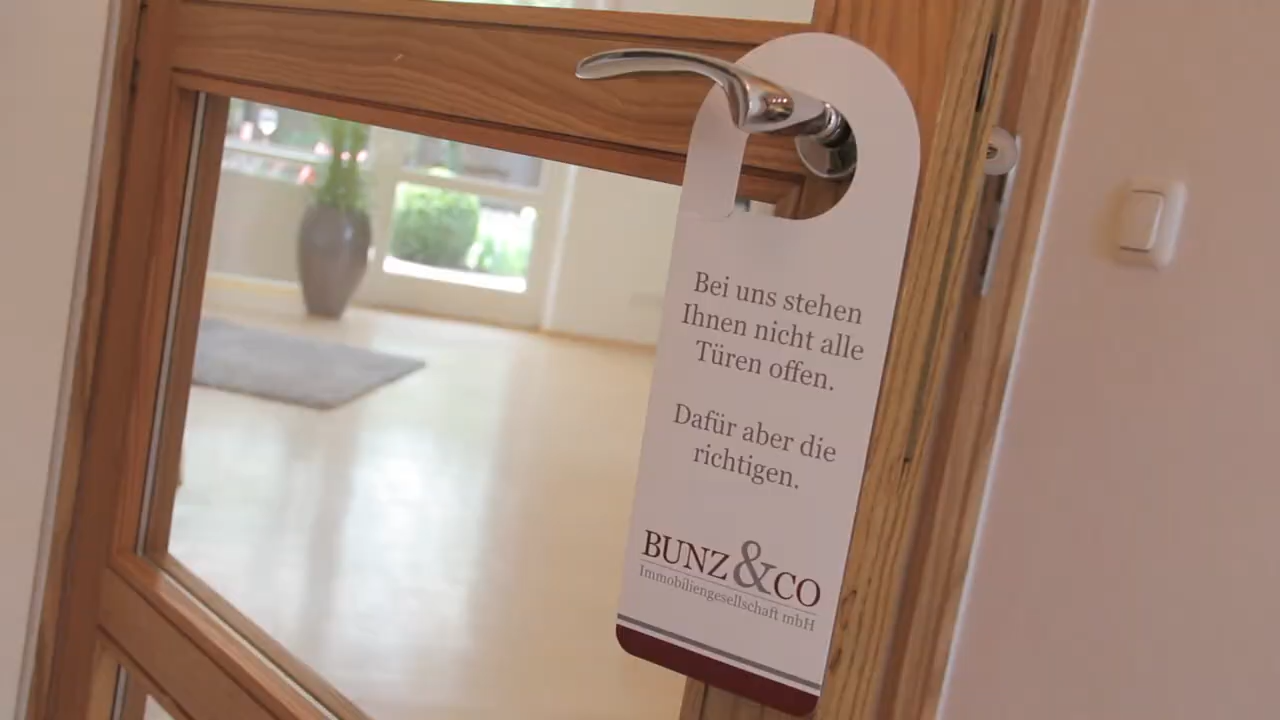 Bei uns stehen
Ihnen nicht alle
Türen offen.
Dafür aber die
richtigen.
BUNZ&CO
Immobiliengesellschaft mbH